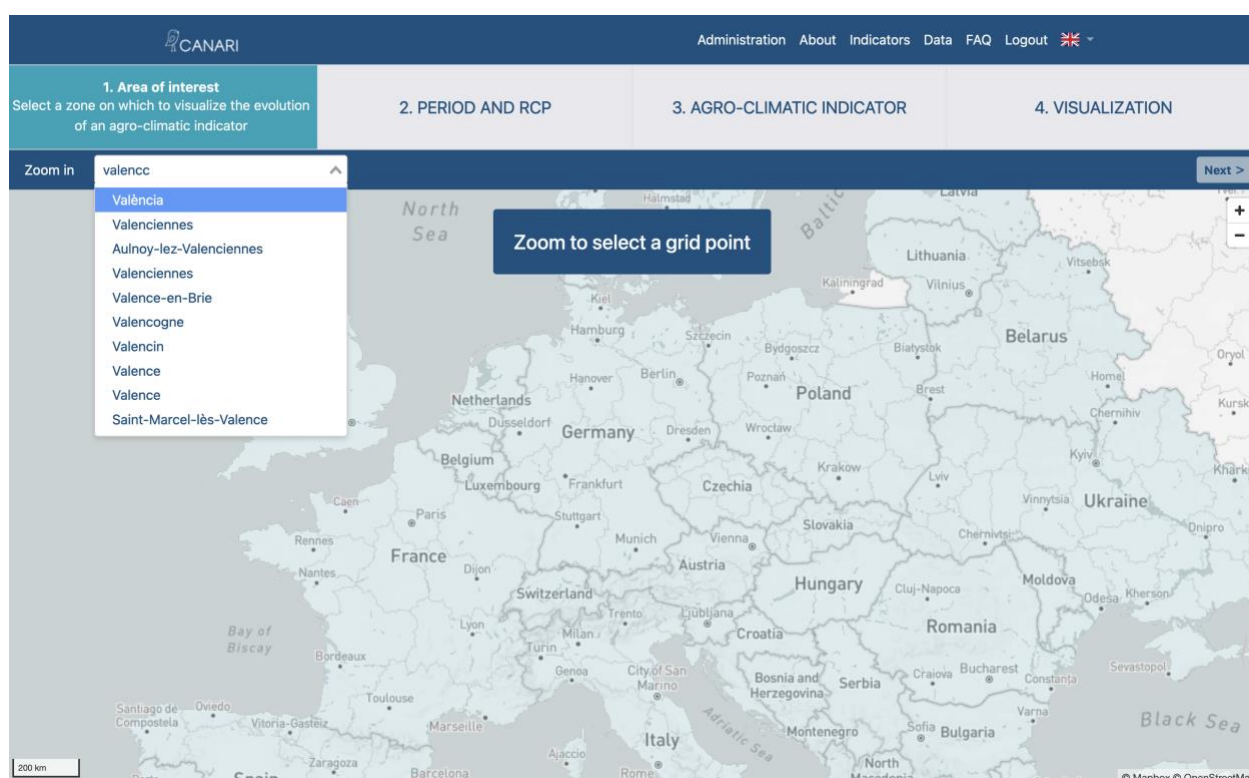 CANARI
Administration About Indicators Data FAQ Logout
1. Area of interest
Select a zone on which to visualize the evolution
of an agro-climatic indicator
2. PERIOD AND RCP
3. AGRO-CLIMATIC INDICATOR
4. VISUALIZATION
Zoom in
valencc
Next >
València
Valenciennes
Aulnoy-lez-Valenciennes
Valenciennes
Valence-en-Brie
Valencogne
Valencin
Valence
Valence
Saint-Marcel-lès-Valence
Zoom to select a grid point
+
−
North
Sea
Halmstad
Baltic
Latvia
Lithuania
Vitsebsk
Kaliningrad
Vilnius
Kiel
Hamburg
Szczecin
Bydgoszcz
Białystok
Belarus
Oryol
Hanover
Berlin
Poznań
Poland
Brest
Homel
Kursk
Netherlands
Dusseldorf
Germany
Dresden
Wrocław
Chernihiv
Belgium
Luxembourg
Frankfurt
Czechia
Krakow
Lviv
Kyiv
Caen
Paris
Stuttgart
Vinnytsia
Ukraine
Rennes
Munich
Vienna
Slovakia
Chernivtsi
Dnipro
France
Dijon
Austria
Nantes
Switzerland
Hungary
Cluj-Napoca
Moldova
Odesa
Kherson
Bay of
Biscay
Lyon
Trento
Ljubljana
Milan
Croatia
Romania
Turin
Bordeaux
Genoa
City of San
Marino
Bosnia and
Herzegovina
Serbia
Craiova
Bucharest
Constanța
Sevastopol
Toulouse
Santiago de
Compostela
Oviedo
Vitoria-Gasteiz
Marseille
Adriatic Sea
Montenegro
Sofia
Bulgaria
Varna
Black Sea
Italy
Ajaccio
Zaragoza
Barcelona
Rome
North
Macedonia
Spain
200 km
© Mapbox © OpenStreetMa